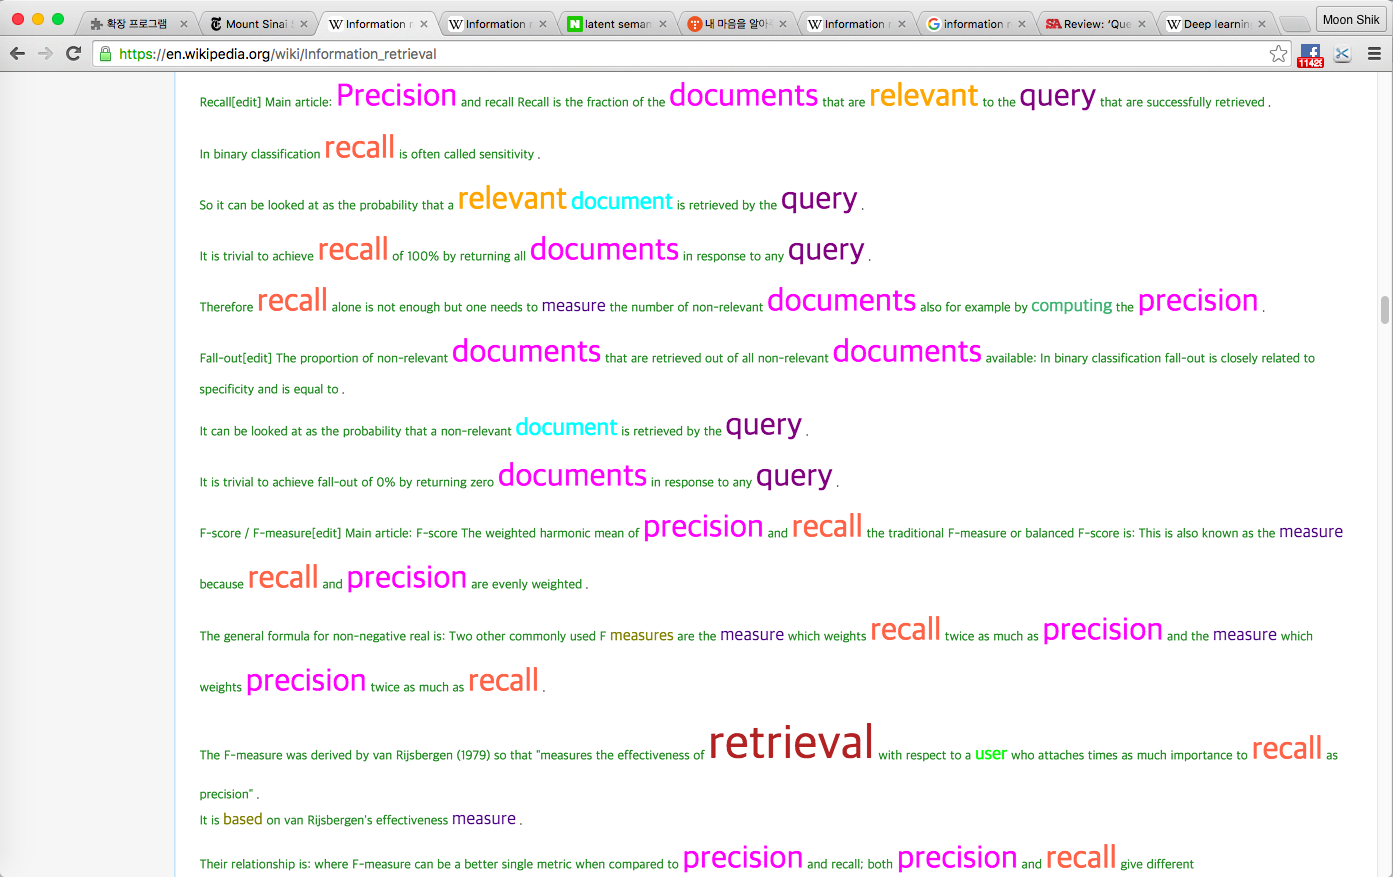 확장 프로그램
Mount Sinai
Information r
Information r
latent seman
내 마음을 알아
Information r
information r
Review: ‘Que
Deep learning
Moon Shik
https://en.wikipedia.org/wiki/Information_retrieval
Recall[edit] Main article: Precision and recall Recall is the fraction of the documents that are relevant to the query that are successfully retrieved .
In binary classification recall is often called sensitivity .
So it can be looked at as the probability that a relevant document is retrieved by the query .
It is trivial to achieve recall of 100% by returning all documents in response to any query .
Therefore recall alone is not enough but one needs to measure the number of non-relevant documents also for example by computing the precision .
Fall-out[edit] The proportion of non-relevant documents that are retrieved out of all non-relevant documents available: In binary classification fall-out is closely related to
specificity and is equal to .
It can be looked at as the probability that a non-relevant document is retrieved by the query .
It is trivial to achieve fall-out of 0% by returning zero documents in response to any query .
F-score / F-measure[edit] Main article: F-score The weighted harmonic mean of precision and recall the traditional F-measure or balanced F-score is: This is also known as the measure
because recall and precision are evenly weighted .
The general formula for non-negative real is: Two other commonly used F measures are the measure which weights recall twice as much as precision and the measure which
weights precision twice as much as recall .
The F-measure was derived by van Rijsbergen (1979) so that "measures the effectiveness of retrieval with respect to a user who attaches times as much importance to recall as
precision" .
It is based on van Rijsbergen's effectiveness measure .
Their relationship is: where F-measure can be a better single metric when compared to precision and recall; both precision and recall give different